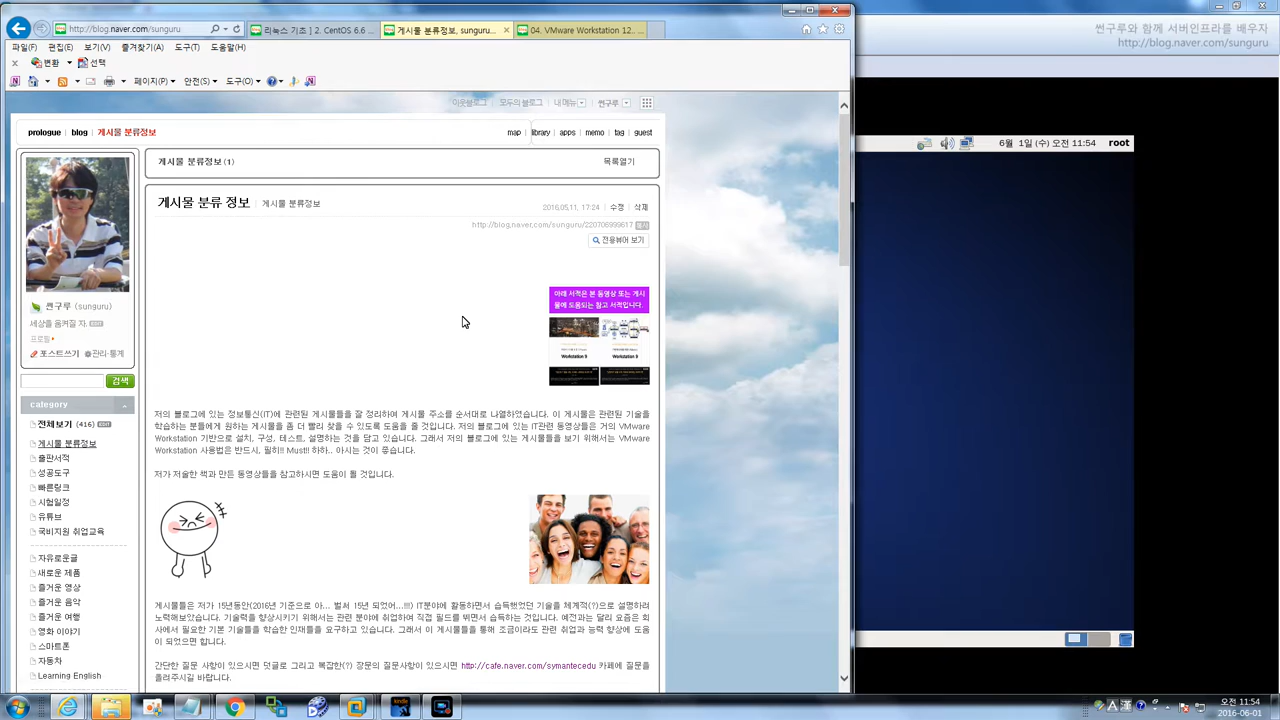 썬구루와 함께 서버인프라를 배우자
http://blog.naver.com/sunguru
http://blog.naver.com/sunguru
리눅스 기초 ] 2. CentOS 6.6 ...
게시물 분류정보, sunguru...
04. VMware Workstation 12...
파일(F) 편집(E) 보기(V) 즐겨찾기(A) 도구(T) 도움말(H)
변환 선택
페이지(P) 안전(S) 도구(O)
이웃블로그 모두의 블로그 내 메뉴 썬구루
prologue blog 게시물 분류정보
map library apps memo tag guest
게시물 분류정보 (1) 목록열기
게시물 분류 정보 게시물 분류정보
2016.05.11. 17:24 수정 삭제
http://blog.naver.com/sunguru/220706999617 복사
전용뷰어 보기
아래 서적은 본 동영상 또는 게시
물에 도움되는 참고 서적입니다.
Workstation 9 Workstation 9
썬구루 (sunguru)
세상을 움켜질 자. EDIT
프로필
포스트쓰기 관리·통계
검색
category
전체보기 (416) EDIT
게시물 분류정보
출판서적
성공도구
빠른링크
시험일정
유튜브
국비지원 취업교육
자유로운글
새로운 제품
즐거운 영상
즐거운 음악
즐거운 여행
영화 이야기
스마트폰
자동차
Learning English
저의 블로그에 있는 정보통신(IT)에 관련된 게시물들을 잘 정리하여 게시물 주소를 순서대로 나열하였습니다. 이 게시물은 관련된 기술을
학습하는 분들에게 원하는 게시물을 좀 더 빨리 찾을 수 있도록 도움을 줄 것입니다. 저의 블로그에 있는 IT관련 동영상들은 거의 VMware
Workstation 기반으로 설치, 구성, 테스트, 설명하는 것을 담고 있습니다. 그래서 저의 블로그에 있는 게시물들을 보기 위해서는 VMware
Workstation 사용법은 반드시, 필히!! Must!! 하하.. 아시는 것이 좋습니다.
저가 저술한 책과 만든 동영상들을 참고하시면 도움이 될 것입니다.
게시물들은 저가 15년동안(2016년 기준으로 아... 벌써 15년 되었어...!!!) IT분야에 활동하면서 습득했었던 기술을 체계적(?)으로 설명하려
노력해보았습니다. 기술력을 향상시키기 위해서는 관련 분야에 취업하여 직접 필드를 뛰면서 습득하는 것입니다. 예전과는 달리 요즘은 회
사에서 필요한 기본 기술들을 학습한 인재들을 요구하고 있습니다. 그래서 이 게시물들을 통해 조금이라도 관련 취업과 능력 향상에 도움
이 되었으면 합니다.
간단한 질문 사항이 있으시면 덧글로 그리고 복잡한(?) 장문의 질문사항이 있으시면 http://cafe.naver.com/symantecedu 카페에 질문을
올려주시길 바랍니다.
6월 1일 (수) 오전 11:54 root
kindle
오전 11:54
2016-06-01